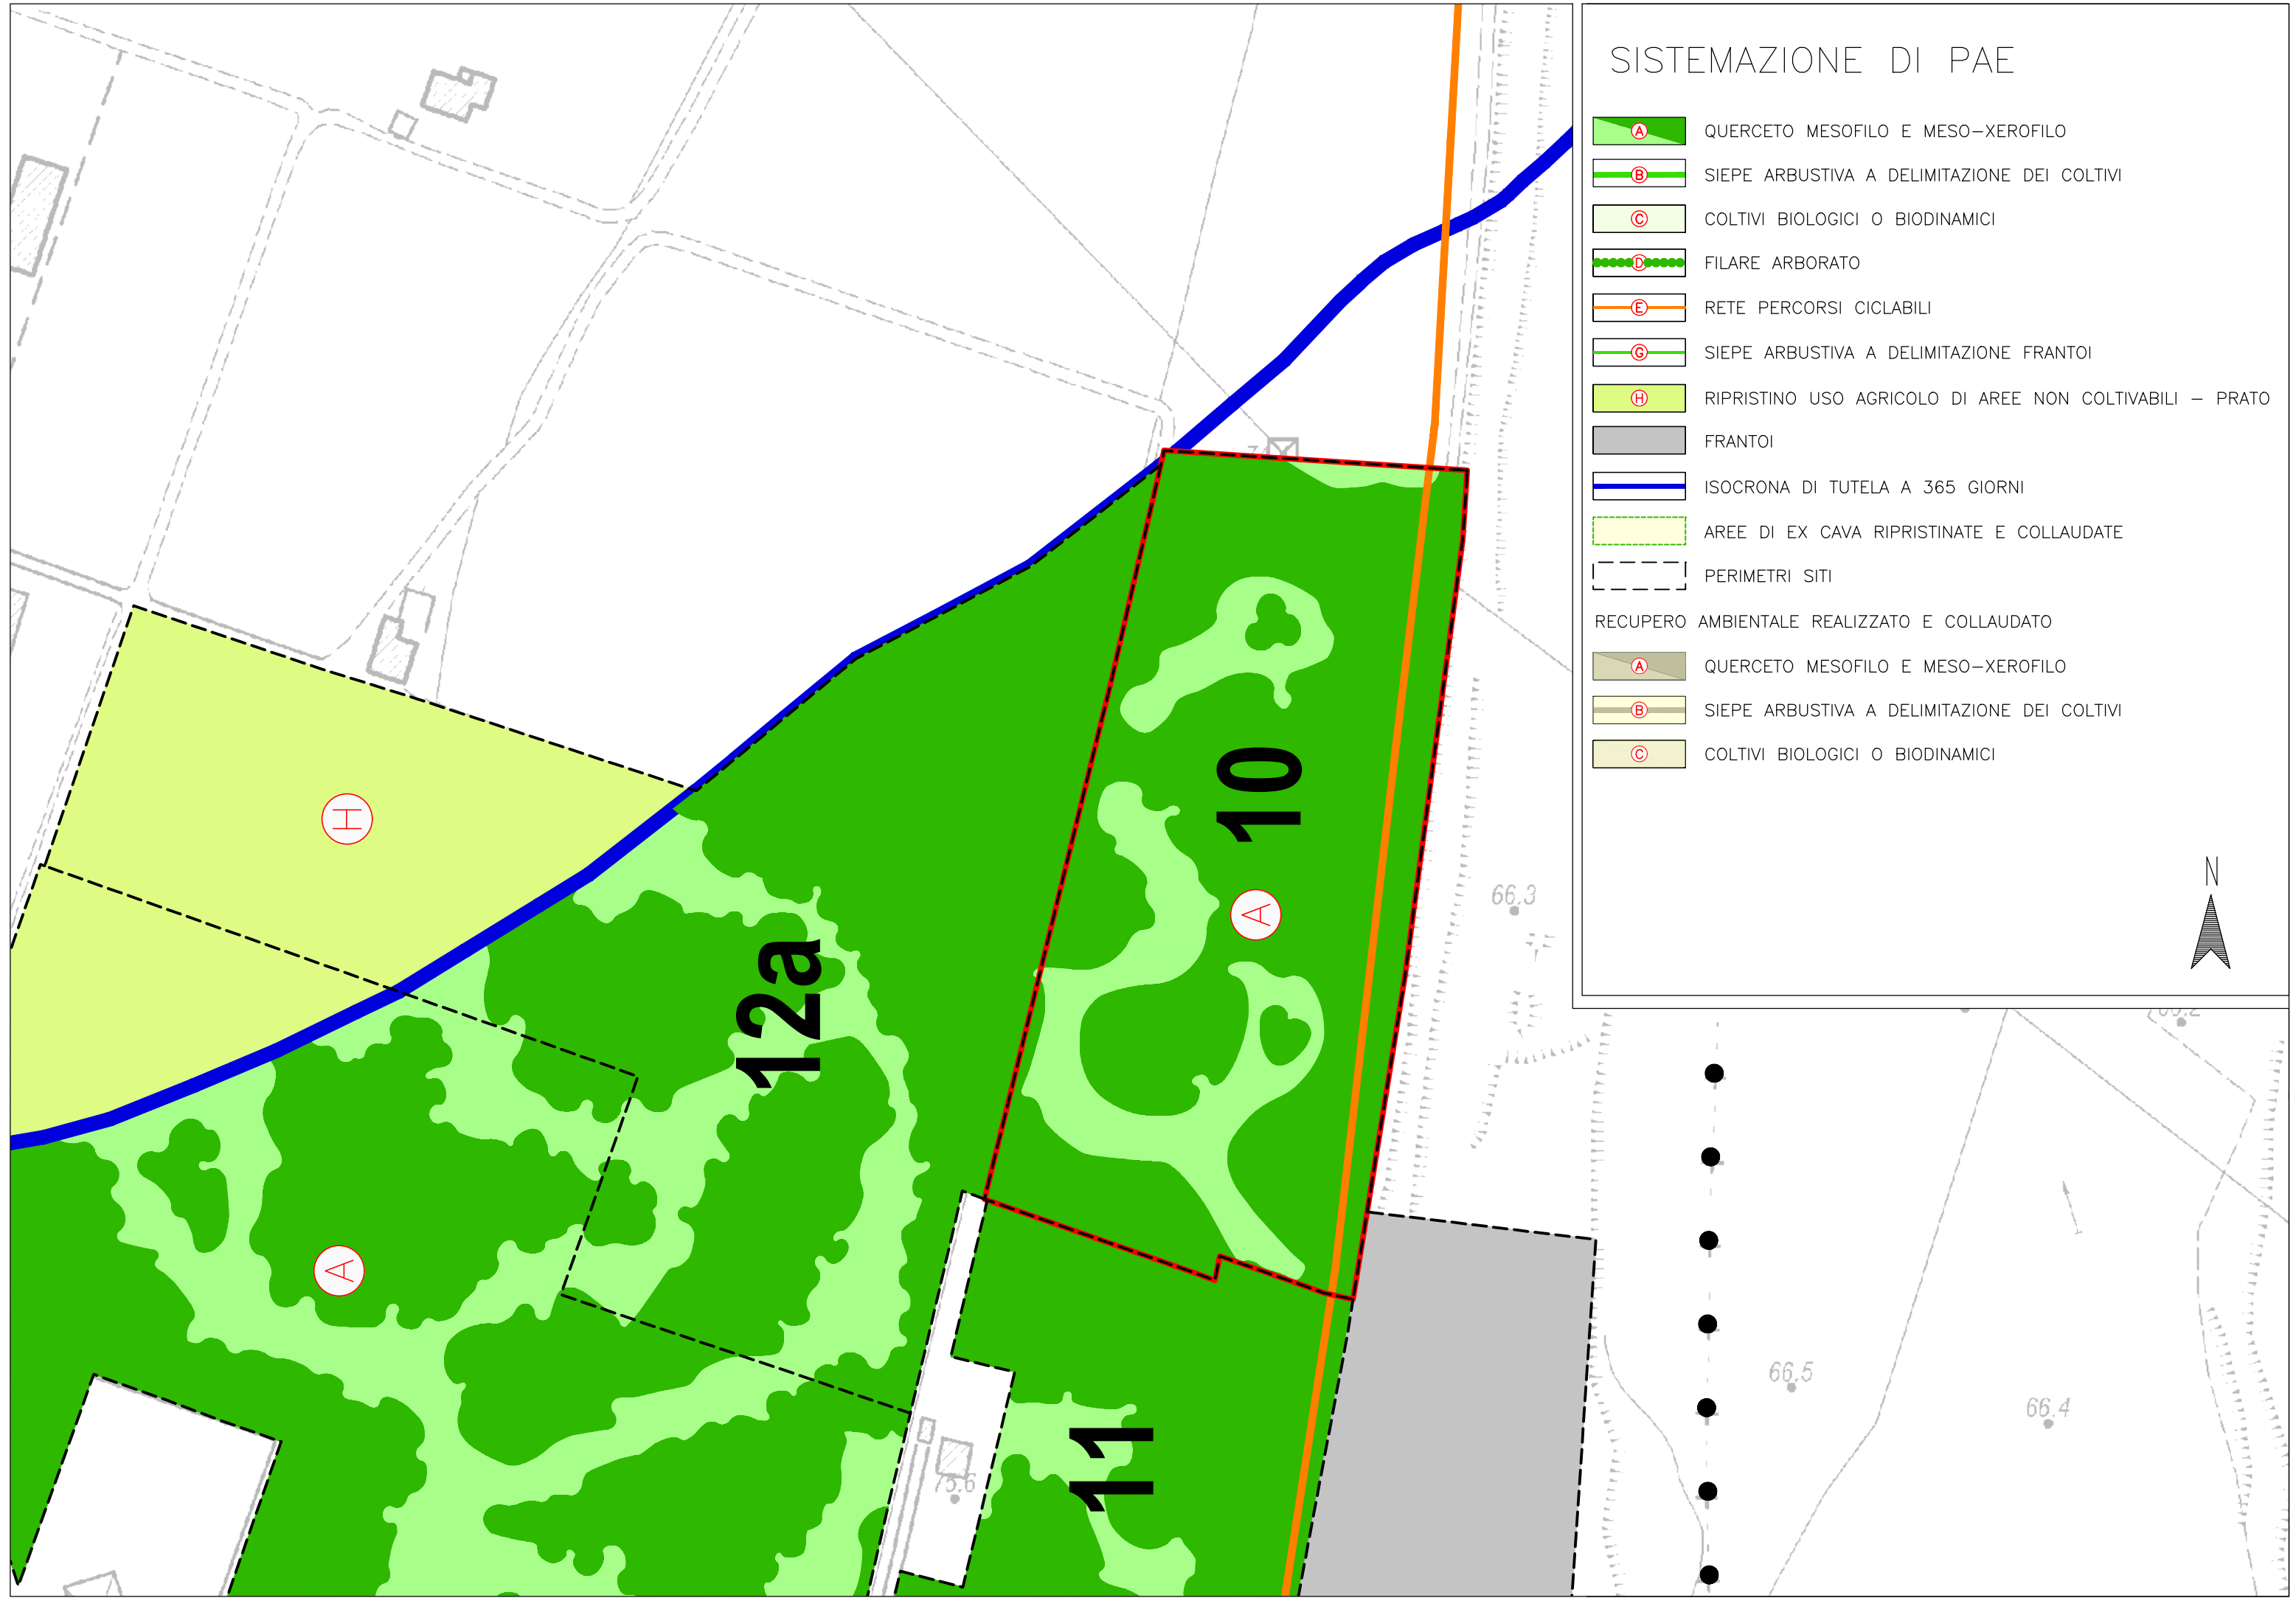 SISTEMAZIONE DI PAE
A QUERCETO MESOFILO E MESO-XEROFILO
B SIEPE ARBUSTIVA A DELIMITAZIONE DEI COLTIVI
C COLTIVI BIOLOGICI O BIODINAMICI
D FILARE ARBORATO
E RETE PERCORSI CICLABILI
G SIEPE ARBUSTIVA A DELIMITAZIONE FRANTOI
H RIPRISTINO USO AGRICOLO DI AREE NON COLTIVABILI – PRATO
FRANTOI
ISOCRONA DI TUTELA A 365 GIORNI
AREE DI EX CAVA RIPRISTINATE E COLLAUDATE
PERIMETRI SITI
RECUPERO AMBIENTALE REALIZZATO E COLLAUDATO
A QUERCETO MESOFILO E MESO-XEROFILO
B SIEPE ARBUSTIVA A DELIMITAZIONE DEI COLTIVI
C COLTIVI BIOLOGICI O BIODINAMICI
N
H
10
A
66.3
12a
A
66.5
66.4
11
75.6